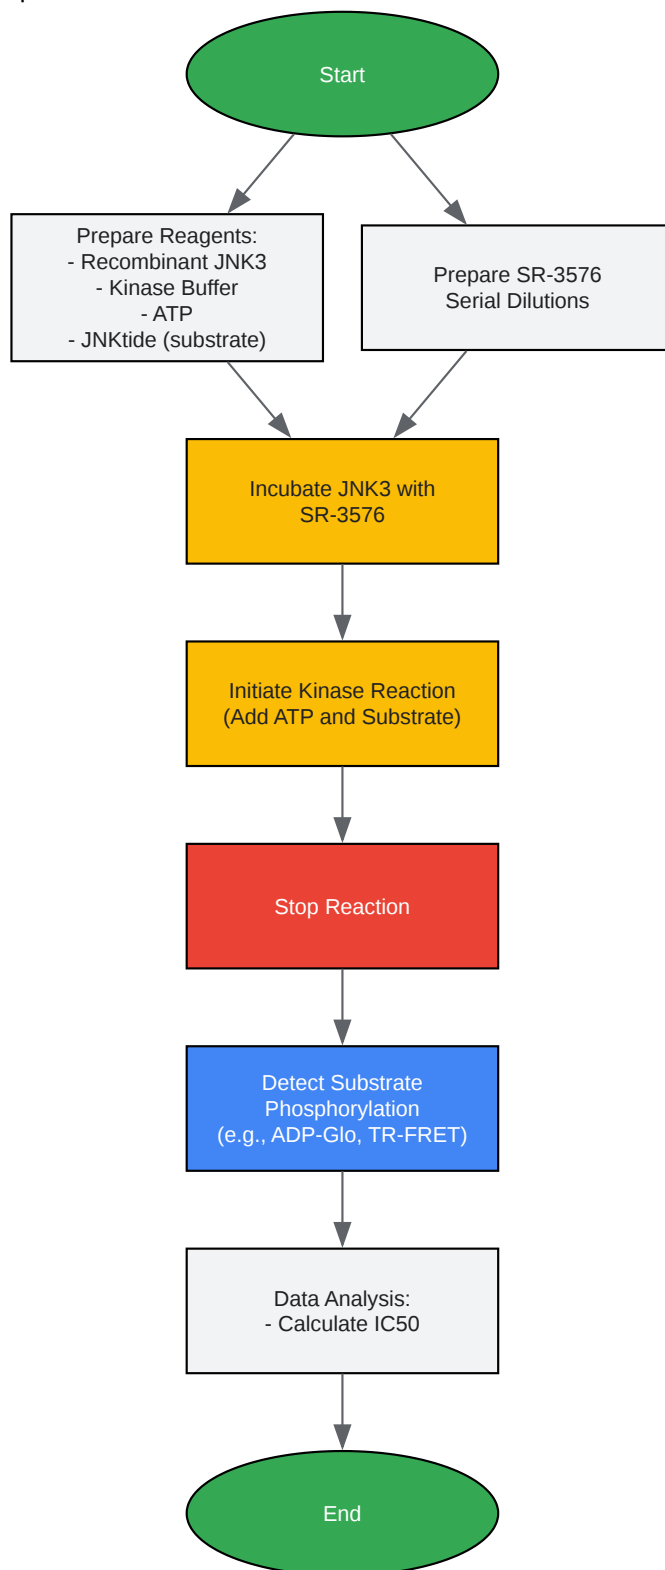 Start
Prepare Reagents:
- Recombinant JNK3
- Kinase Buffer
- ATP
- JNKtide (substrate)
Prepare SR-3576
Serial Dilutions
Incubate JNK3 with
SR-3576
Initiate Kinase Reaction
(Add ATP and Substrate)
Stop Reaction
Detect Substrate
Phosphorylation
(e.g., ADP-Glo, TR-FRET)
Data Analysis:
- Calculate IC50
End